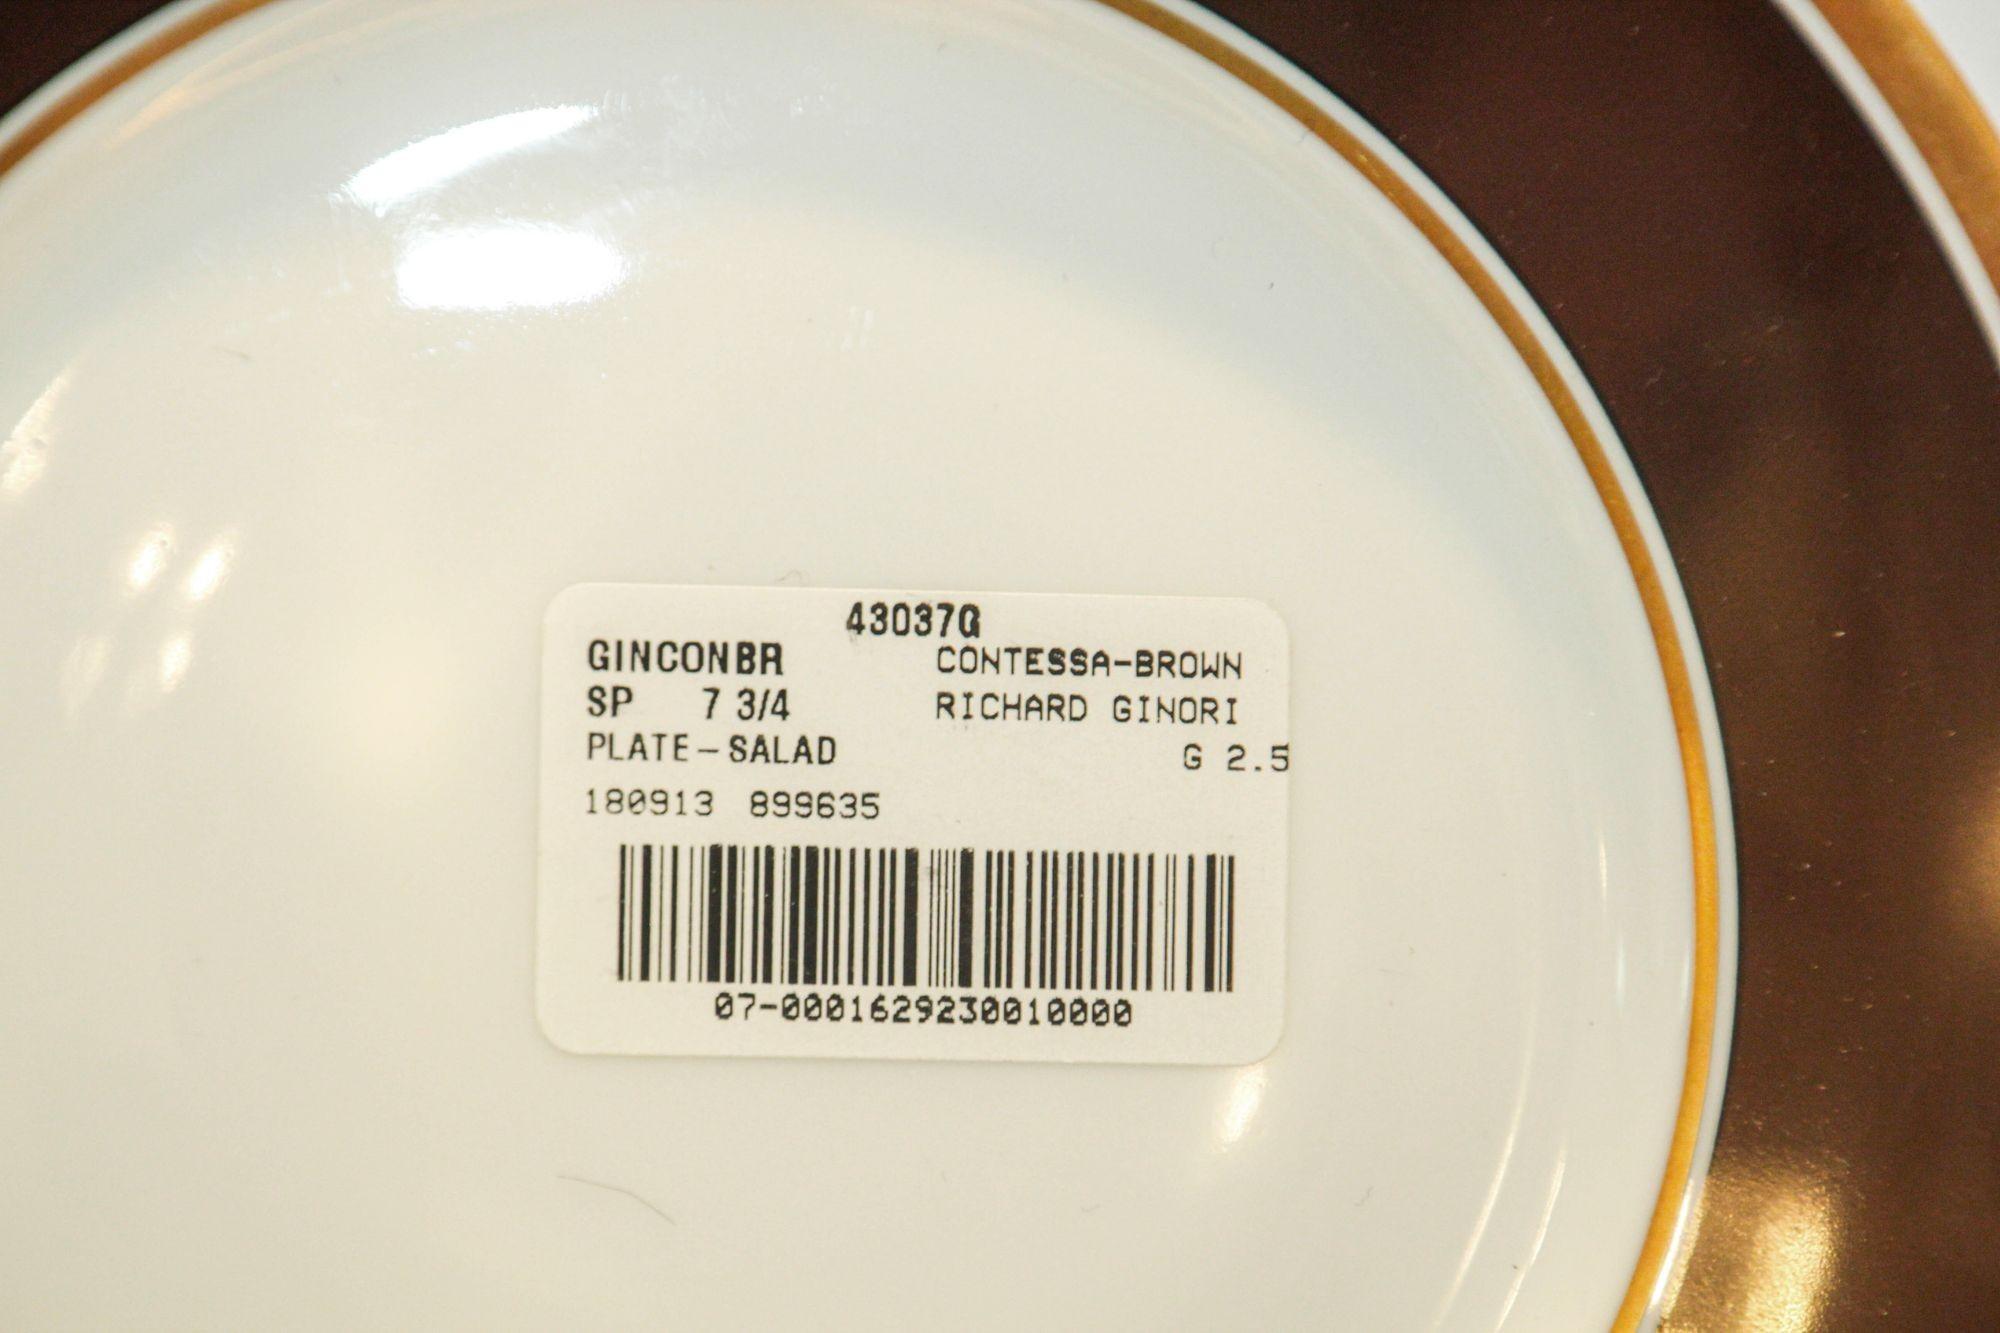 43037G
GINCONBR CONTESSA-BROWN
SP 7 3/4 RICHARD GINORI
PLATE-SALAD G 2.5
180913 899635
07-0001629230010000